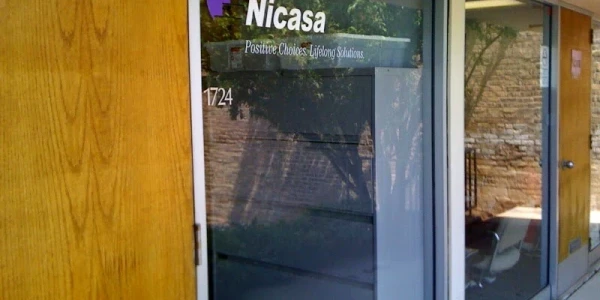 Nicasa
Positive Choices. Lifelong Solutions.
1724